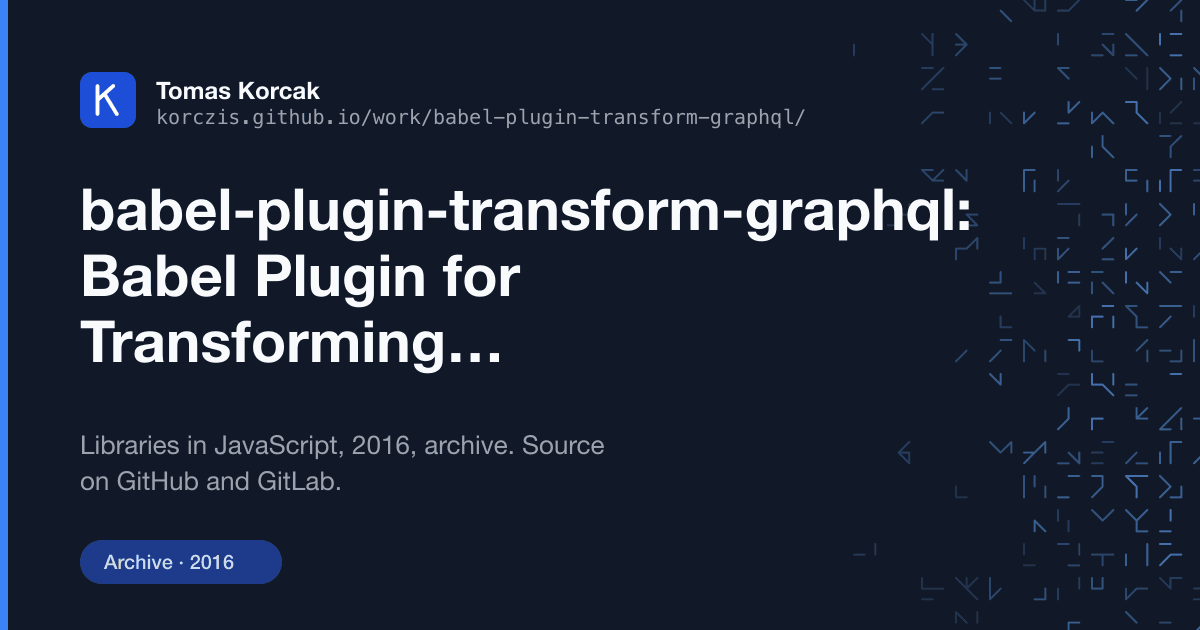 K
Tomas Korcak
korczis.github.io/work/babel-plugin-transform-graphql/
babel-plugin-transform-graphql:
Babel Plugin for
Transforming…
Libraries in JavaScript, 2016, archive. Source
on GitHub and GitLab.
Archive · 2016